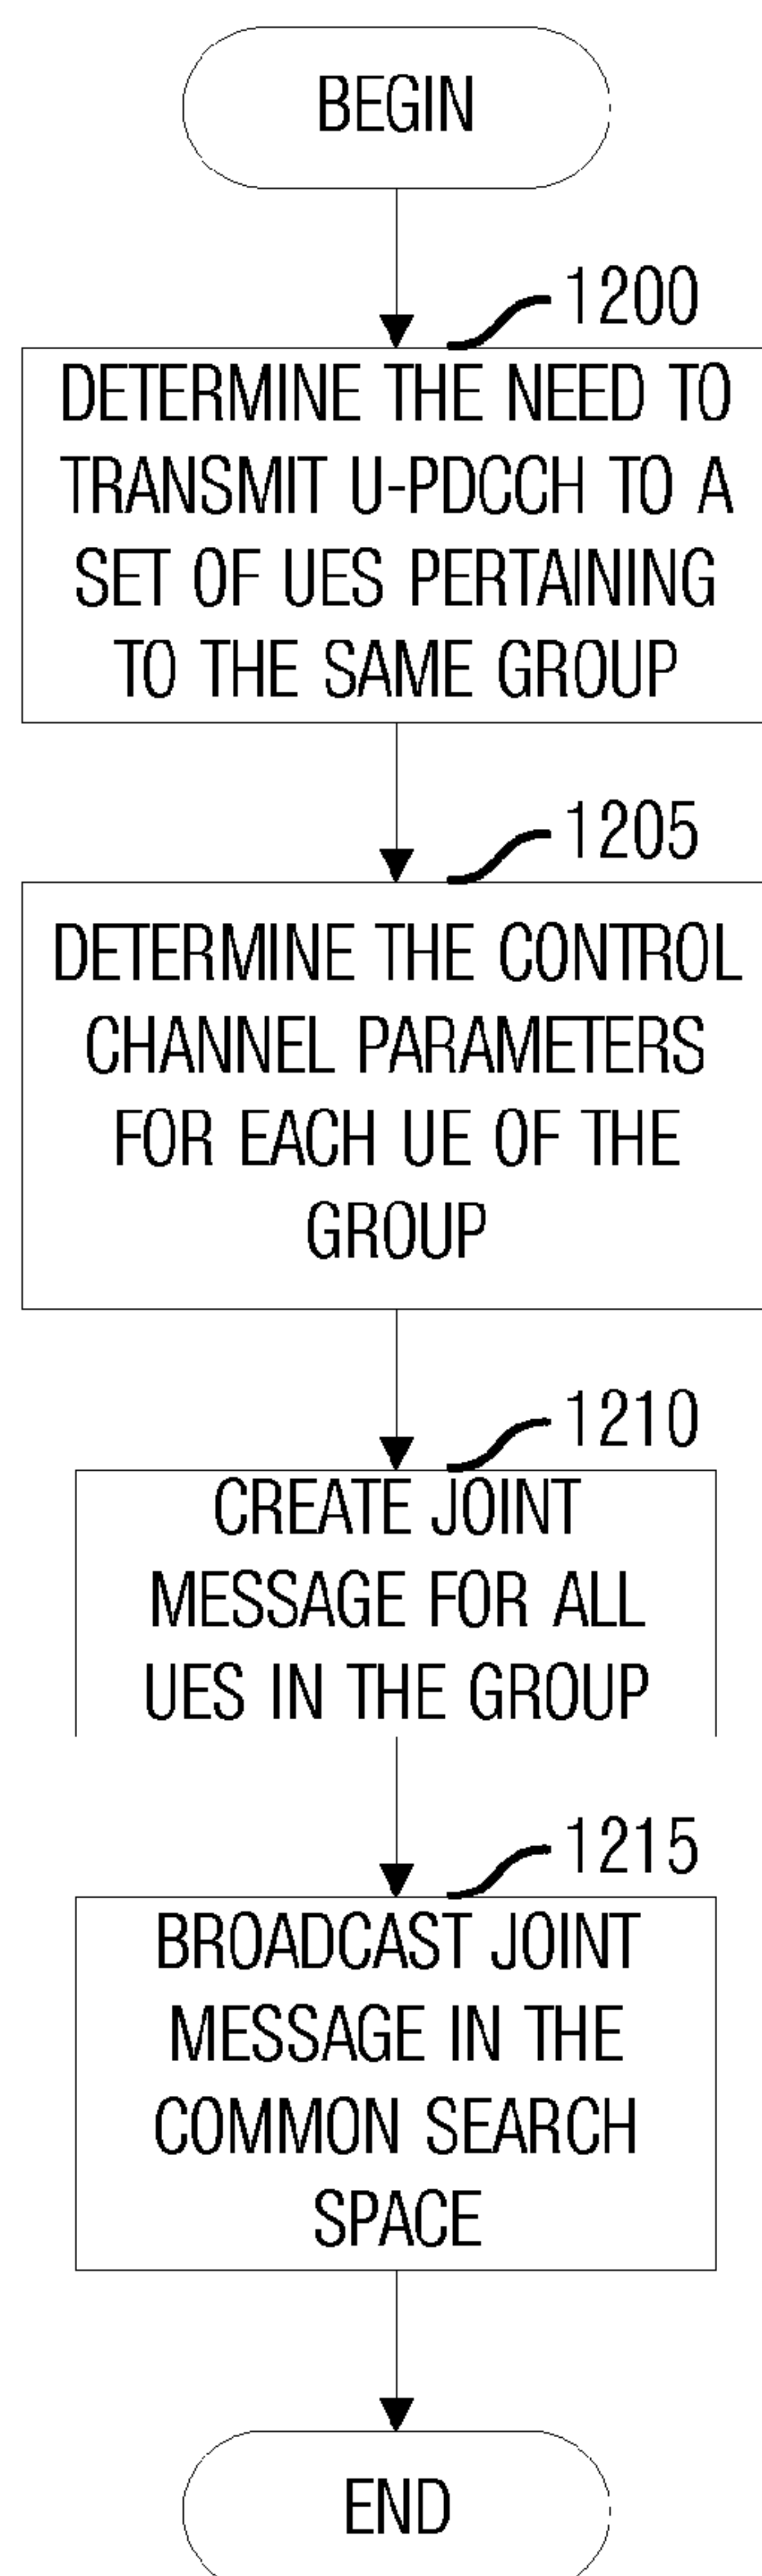 BEGIN
1200
DETERMINE THE NEED TO
TRANSMIT U-PDCCH TO A
SET OF UES PERTAINING
TO THE SAME GROUP
1205
DETERMINE THE CONTROL
CHANNEL PARAMETERS
FOR EACH UE OF THE
GROUP
1210
CREATE JOINT
MESSAGE FOR ALL
UES IN THE GROUP
1215
BROADCAST JOINT
MESSAGE IN THE
COMMON SEARCH
SPACE
END